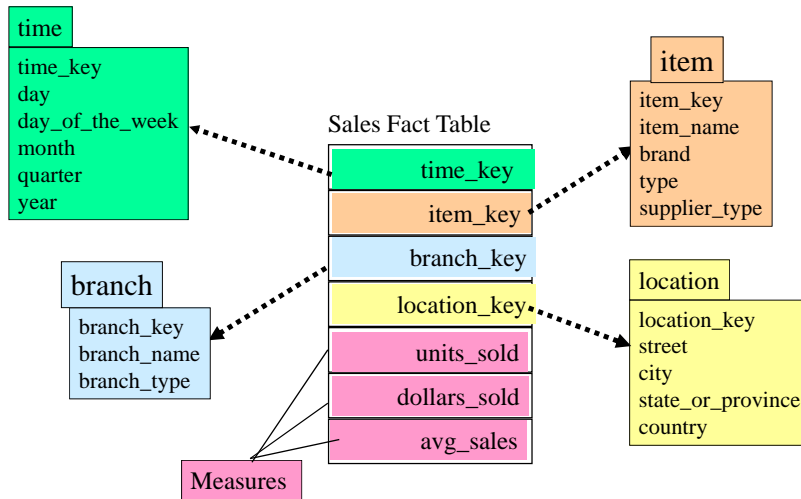 time
time_key
day
day_of_the_week
month
quarter
year
item
item_key
item_name
brand
type
supplier_type
Sales Fact Table
time_key
item_key
branch_key
location_key
units_sold
dollars_sold
avg_sales
branch
branch_key
branch_name
branch_type
location
location_key
street
city
state_or_province
country
Measures